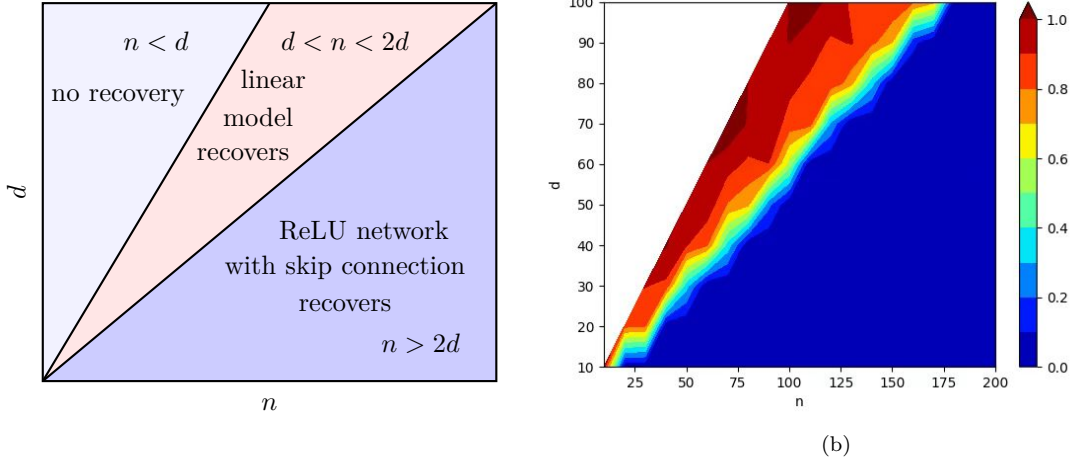 n < d
d < n < 2d
no recovery
linear
model
recovers
ReLU network
with skip connection
recovers
n > 2d
d
n
100
90
80
70
60
50
40
30
20
10
25
50
75
100
125
150
175
200
n
d
1.0
0.8
0.6
0.4
0.2
0.0
(b)